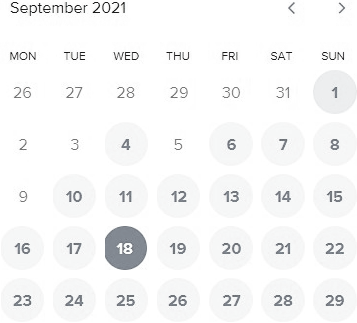 September 2021
MON TUE WED THU FRI SAT SUN
26 27 28 29 30 31 1
2 3 4 5 6 7 8
9 10 11 12 13 14 15
16 17 18 19 20 21 22
23 24 25 26 27 28 29